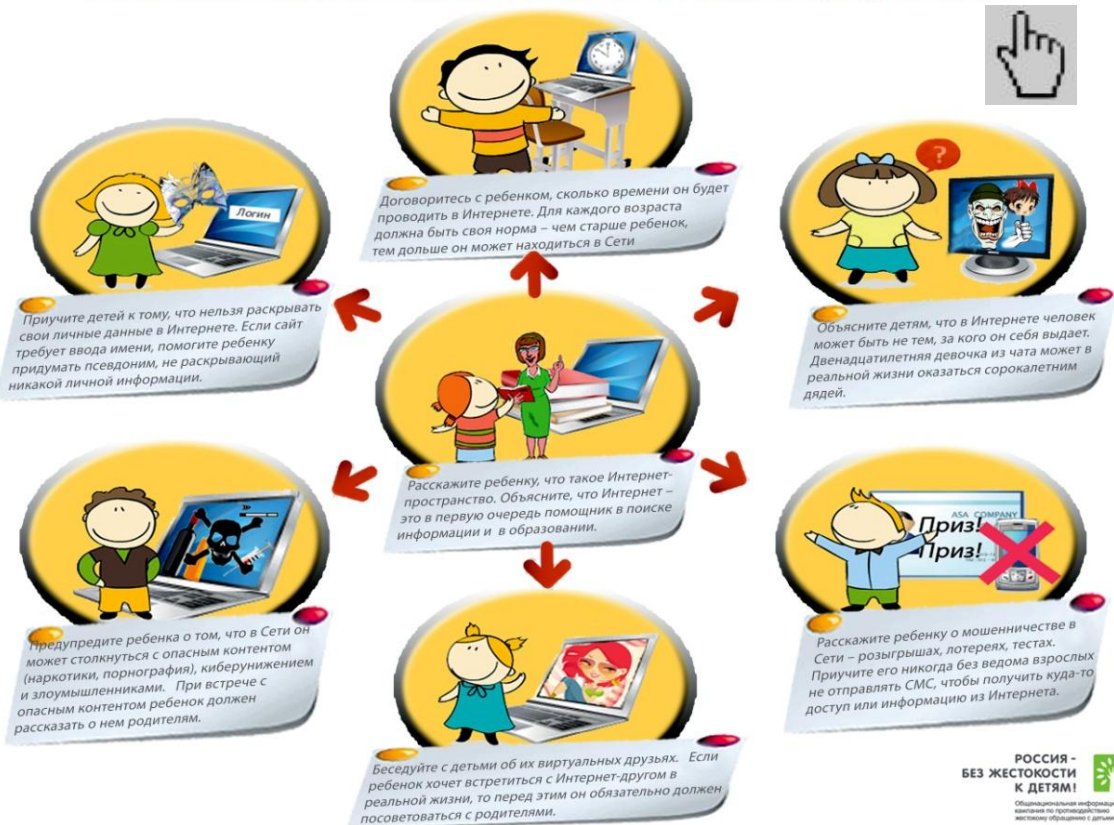 Договоритесь с ребенком, сколько времени он будет
проводить в Интернете. Для каждого возраста
должна быть своя норма – чем старше ребенок,
тем дольше он может находиться в Сети
Логин
Приучите детей к тому, что нельзя раскрывать
свои личные данные в Интернете. Если сайт
требует ввода имени, помогите ребенку
придумать псевдоним, не раскрывающий
никакой личной информации.
?
Объясните детям, что в Интернете человек
может быть не тем, за кого он себя выдает.
Двенадцатилетняя девочка из чата может в
реальной жизни оказаться сорокалетним
дядей.
Расскажите ребенку, что такое Интернет-
пространство. Объясните, что Интернет –
это в первую очередь помощник в поиске
информации и в образовании.
Предупредите ребенка о том, что в Сети он
может столкнуться с опасным контентом
(наркотики, порнография), киберунижением
и злоумышленниками. При встрече с
опасным контентом ребенок должен
рассказать о нем родителям.
ASA COMPANY
Приз!
Приз!
Расскажите ребенку о мошенничестве в
Сети – розыгрышах, лотереях, тестах.
Приучите его никогда без ведома взрослых
не отправлять СМС, чтобы получить куда-то
доступ или информацию из Интернета.
Беседуйте с детьми об их виртуальных друзьях. Если
ребенок хочет встретиться с Интернет-другом в
реальной жизни, то перед этим он обязательно должен
посоветоваться с родителями.
РОССИЯ -
БЕЗ ЖЕСТОКОСТИ
К ДЕТЯМ!
Общенациональная информац
кампания по противодействию
жестокому обращению с детьми